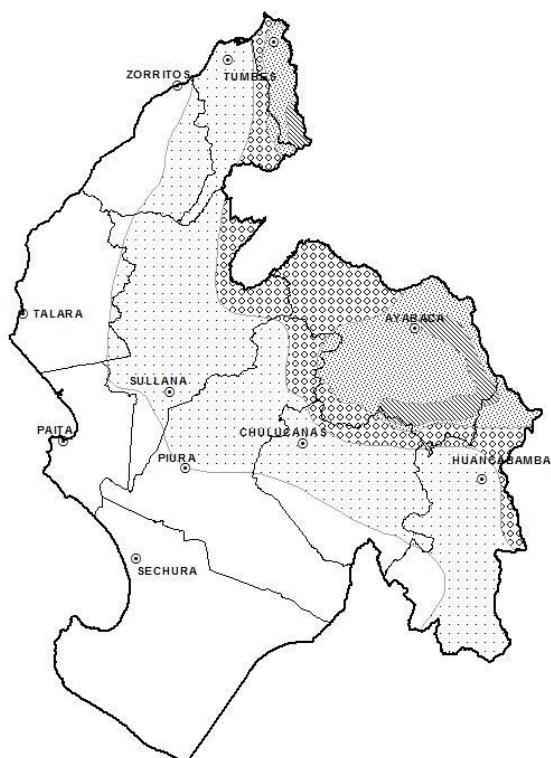 ZORRITOS
TUMBES
TALARA
AYABACA
SULLANA
PAITA
CHULUCANAS
PIURA
HUANCABAMBA
SECHURA